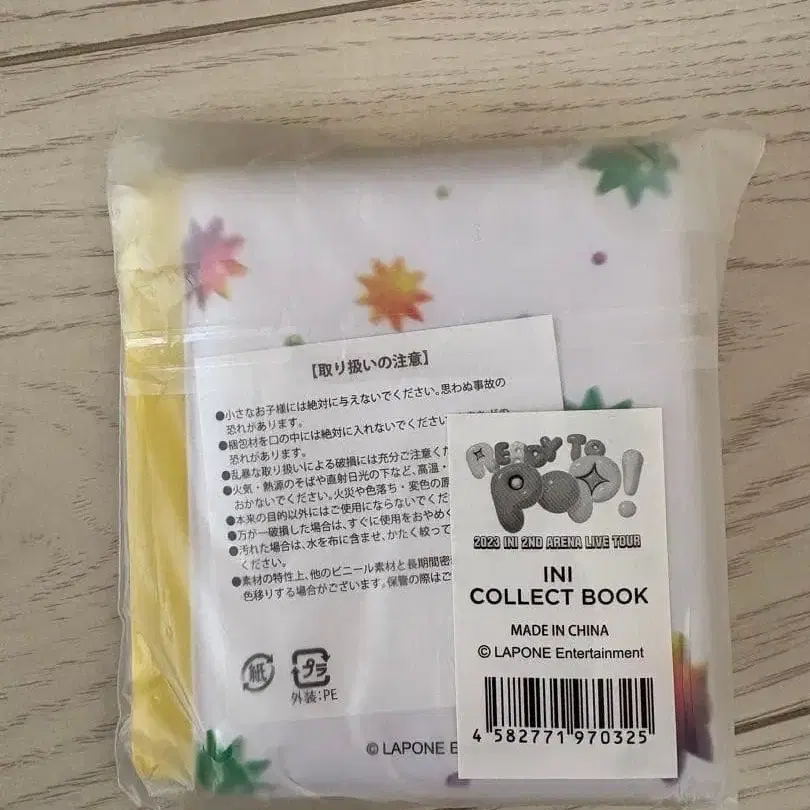 【取り扱いの注意】
●小さなお子様には絶対に与えないでください。思わぬ事故の
恐れがあります。
●梱包材を口の中には絶対に入れないでください
恐れがあります。
●乱暴な取り扱いによる破損には充分ご注意くだ
●火気・熱源のそばや直射日光の下など、高温・
おかないでください。火災や色落ち・変色の原
●本来の目的以外にはご使用にならないでくだ
●万が一破損した場合は、すぐに使用をおやめく
●汚れた場合は、水を布に含ませ、かたく絞って
ください。
●素材の特性上、他のビニール素材と長期間密
色移りする場合がございます。保管の際はご
紙
プラ
外装:PE
© LAPONE E
READY TO
POP!
2023 INI 2ND ARENA LIVE TOUR
INI
COLLECT BOOK
MADE IN CHINA
© LAPONE Entertainment
4 582771 970325